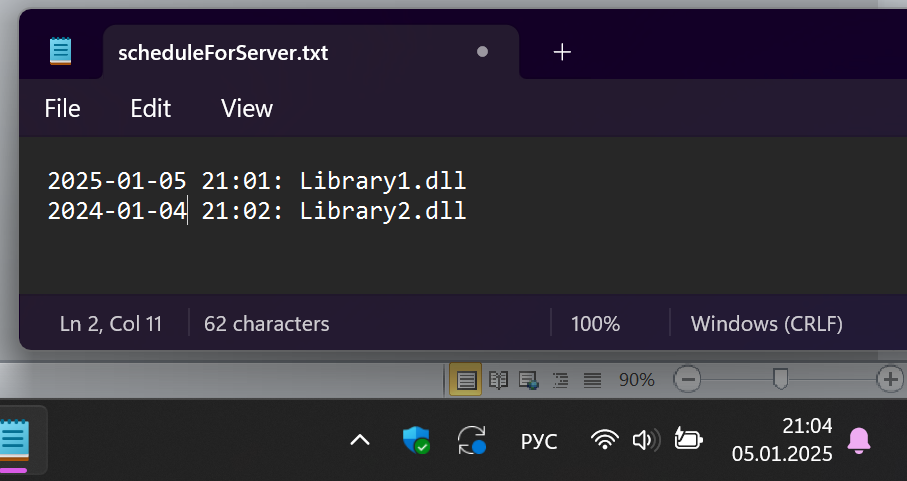 scheduleForServer.txt
File Edit View
2025-01-05 21:01: Library1.dll
2024-01-04 21:02: Library2.dll
Ln 2, Col 11 62 characters 100% Windows (CRLF)
90%
РУС 21:04
05.01.2025